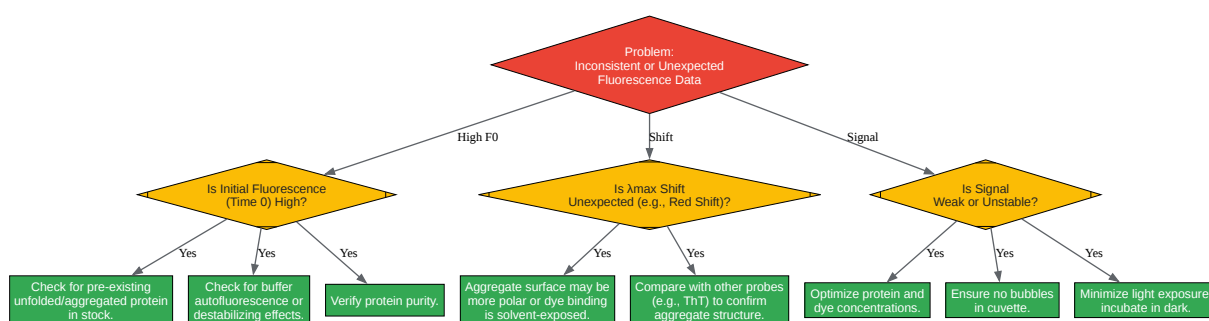 Problem:
Inconsistent or Unexpected
Fluorescence Data
High F0
Shift
Signal
Is Initial Fluorescence
(Time 0) High?
Is λmax Shift
Unexpected (e.g., Red Shift)?
Is Signal
Weak or Unstable?
Yes
Yes
Yes
Yes
Yes
Yes
Yes
Yes
Check for pre-existing
unfolded/aggregated protein
in stock.
Check for buffer
autofluorescence or
destabilizing effects.
Verify protein purity.
Aggregate surface may be
more polar or dye binding
is solvent-exposed.
Compare with other probes
(e.g., ThT) to confirm
aggregate structure.
Optimize protein and
dye concentrations.
Ensure no bubbles
in cuvette.
Minimize light exposure
incubate in dark.